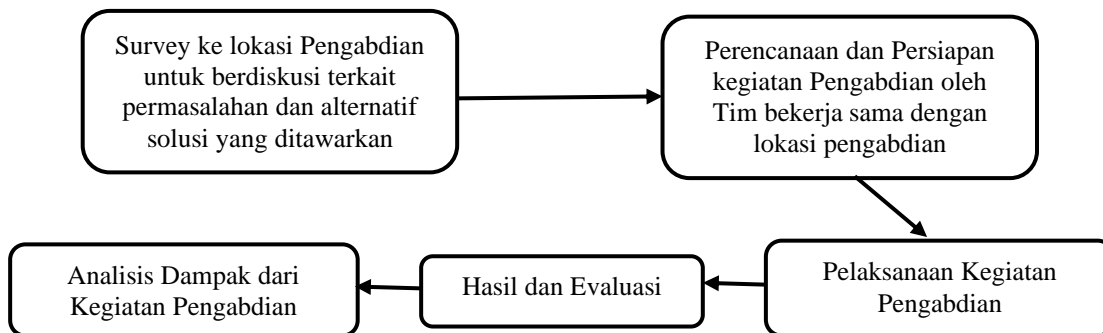 Survey ke lokasi Pengabdian
untuk berdiskusi terkait
permasalahan dan alternatif
solusi yang ditawarkan
Perencanaan dan Persiapan
kegiatan Pengabdian oleh
Tim bekerja sama dengan
lokasi pengabdian
Pelaksanaan Kegiatan
Pengabdian
Hasil dan Evaluasi
Analisis Dampak dari
Kegiatan Pengabdian